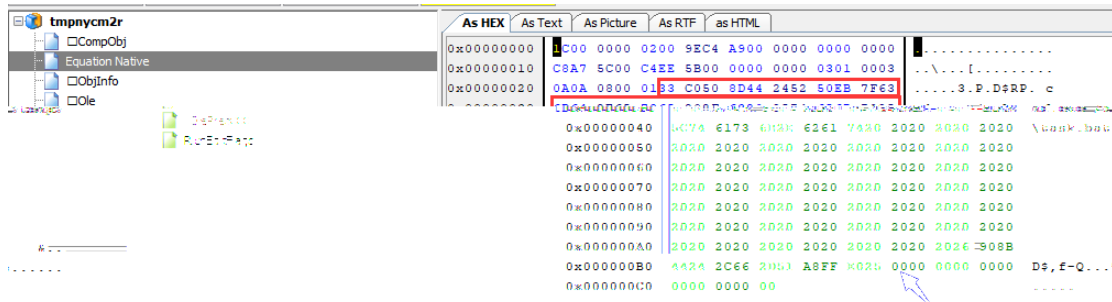 tmpnycm2r
□CompObj
Equation Native
□ObjInfo
□Ole
As HEX As Text As Picture As RTF as HTML
0x00000000 1C00 0000 0200 9EC4 A900 0000 0000 0000 ................
0x00000010 C8A7 5C00 C4EE 5B00 0000 0000 0301 0003 ..\...[.........
0x00000020 0A0A 0800 0133 C050 8D44 2452 50EB 7F63 .....3.P.D$RP. c
0x00000040 6173 6261 7420 2020 2020 2020
0x00000050 2020 2020 2020 2020 2020 2020 2020 2020
0x00000060 2020 2020 2020 2020 2020 2020 2020 2020
0x00000070 2020 2020 2020 2020 2020 2020 2020 2020
0x00000080 2020 2020 2020 2020 2020 2020 2020 2020
0x00000090 2020 2020 2020 2020 2020 2020 2020 2020
0x000000A0 2020 2020 2020 2020 2020 2020 2026 908B
0x000000B0 4424 2C66 A8FF 0000 0000 0000 D$,f-Q...
0x000000C0 0000 0000 00